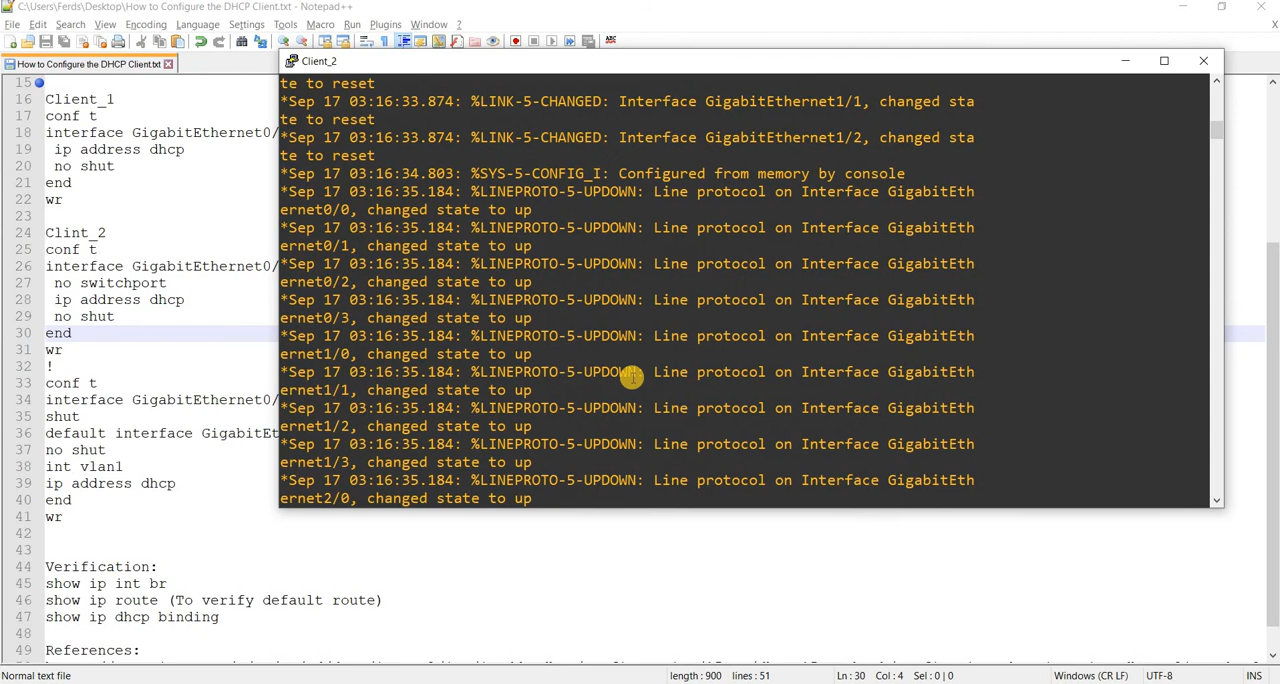 C:\Users\Ferds\Desktop\How to Configure the DHCP Client.txt - Notepad++
File Edit Search View Encoding Language Settings Tools Macro Run Plugins Window ?
X
How to Configure the DHCP Client.txt
Client_2
15
16 Client_1
17 conf t
18 interface GigabitEthernet0/
19 ip address dhcp
20 no shut
21 end
22 wr
23
24 Clint_2
25 conf t
26 interface GigabitEthernet0/
27 no switchport
28 ip address dhcp
29 no shut
30 end
31 wr
32 !
33 conf t
34 interface GigabitEthernet0/
35 shut
36 default interface GigabitEt
37 no shut
38 int vlan1
39 ip address dhcp
40 end
41 wr
42
43
44 Verification:
45 show ip int br
46 show ip route (To verify default route)
47 show ip dhcp binding
48
49 References:
te to reset
*Sep 17 03:16:33.874: %LINK-5-CHANGED: Interface GigabitEthernet1/1, changed sta
te to reset
*Sep 17 03:16:33.874: %LINK-5-CHANGED: Interface GigabitEthernet1/2, changed sta
te to reset
*Sep 17 03:16:34.803: %SYS-5-CONFIG_I: Configured from memory by console
*Sep 17 03:16:35.184: %LINEPROTO-5-UPDOWN: Line protocol on Interface GigabitEth
ernet0/0, changed state to up
*Sep 17 03:16:35.184: %LINEPROTO-5-UPDOWN: Line protocol on Interface GigabitEth
ernet0/1, changed state to up
*Sep 17 03:16:35.184: %LINEPROTO-5-UPDOWN: Line protocol on Interface GigabitEth
ernet0/2, changed state to up
*Sep 17 03:16:35.184: %LINEPROTO-5-UPDOWN: Line protocol on Interface GigabitEth
ernet0/3, changed state to up
*Sep 17 03:16:35.184: %LINEPROTO-5-UPDOWN: Line protocol on Interface GigabitEth
ernet1/0, changed state to up
*Sep 17 03:16:35.184: %LINEPROTO-5-UPDOWN: Line protocol on Interface GigabitEth
ernet1/1, changed state to up
*Sep 17 03:16:35.184: %LINEPROTO-5-UPDOWN: Line protocol on Interface GigabitEth
ernet1/2, changed state to up
*Sep 17 03:16:35.184: %LINEPROTO-5-UPDOWN: Line protocol on Interface GigabitEth
ernet1/3, changed state to up
*Sep 17 03:16:35.184: %LINEPROTO-5-UPDOWN: Line protocol on Interface GigabitEth
ernet2/0, changed state to up
Normal text file length : 900 lines : 51 Ln : 30 Col : 4 Sel : 0 | 0 Windows (CR LF) UTF-8 INS